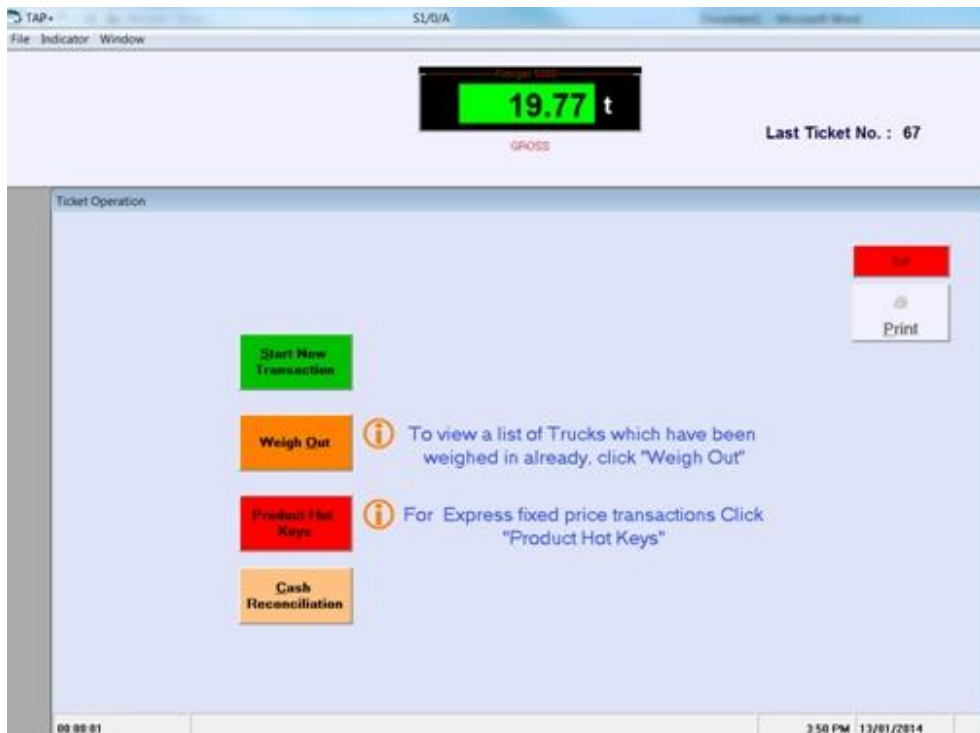 TAP+
S1/0/A
File Indicator Window
19.77 t
GROSS
Last Ticket No. : 67
Ticket Operation
Print
Start New
Transaction
Weigh Out
To view a list of Trucks which have been
weighed in already, click "Weigh Out"
Product Hot
Keys
For Express fixed price transactions Click
"Product Hot Keys"
Cash
Reconciliation
00:00:01
3:50 PM
13/01/2014